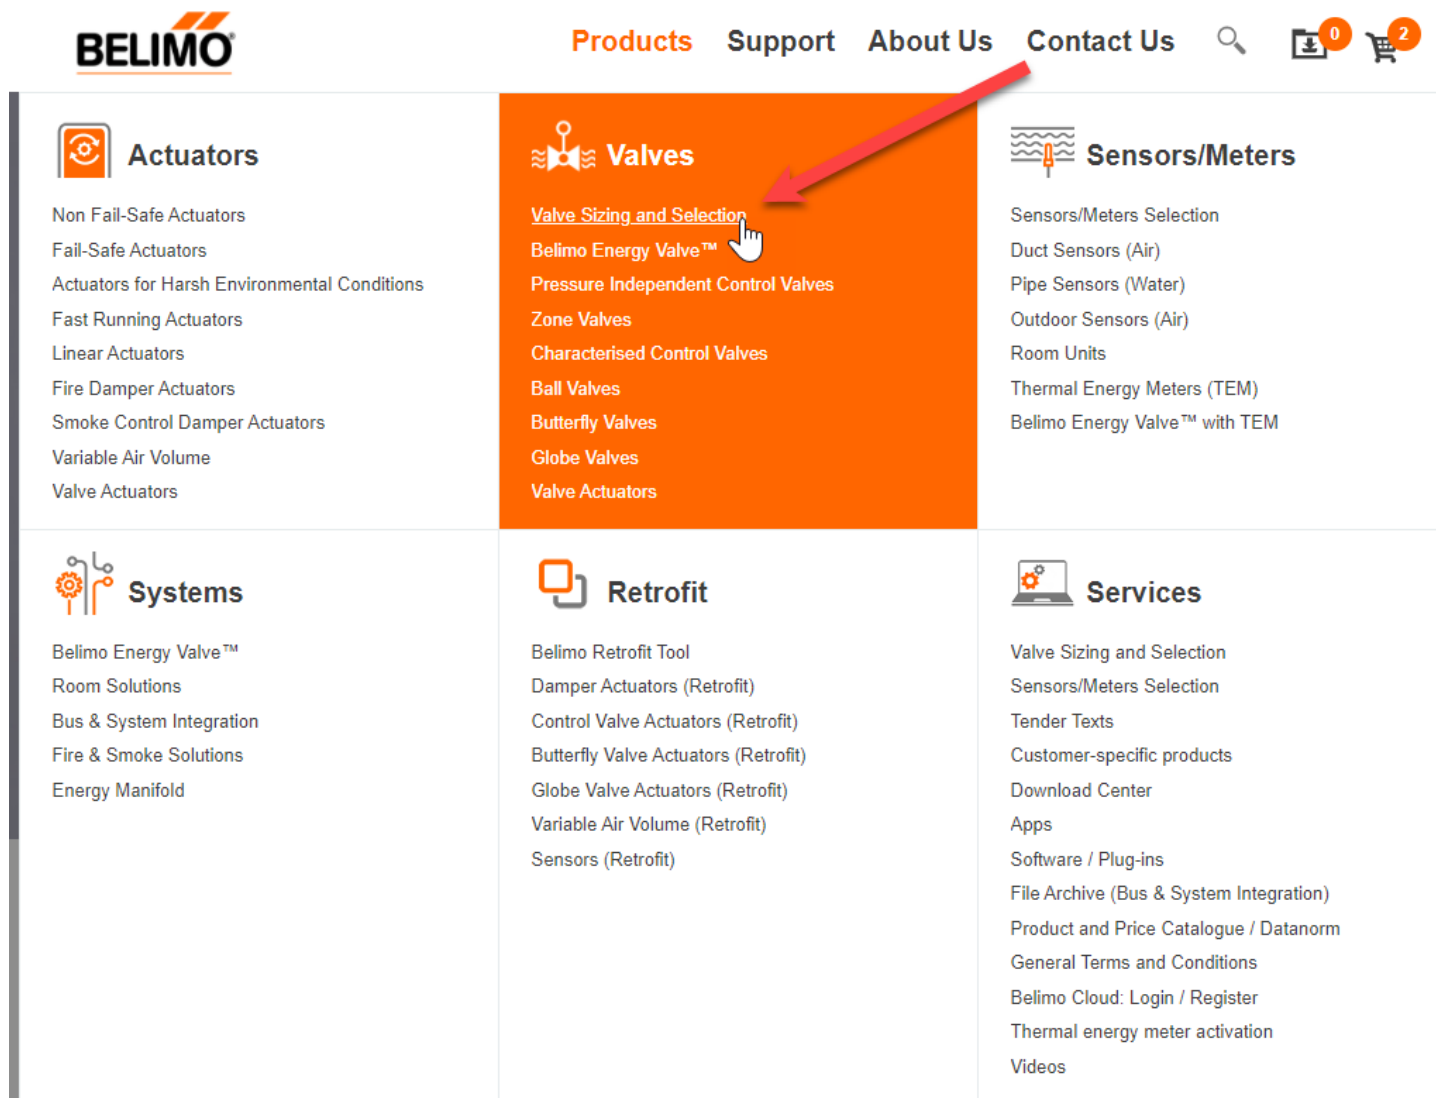 BELIMO®
Products Support About Us Contact Us 0 2
Actuators
Non Fail-Safe Actuators
Fail-Safe Actuators
Actuators for Harsh Environmental Conditions
Fast Running Actuators
Linear Actuators
Fire Damper Actuators
Smoke Control Damper Actuators
Variable Air Volume
Valve Actuators
Valves
Valve Sizing and Selection
Belimo Energy Valve™
Pressure Independent Control Valves
Zone Valves
Characterised Control Valves
Ball Valves
Butterfly Valves
Globe Valves
Valve Actuators
Sensors/Meters
Sensors/Meters Selection
Duct Sensors (Air)
Pipe Sensors (Water)
Outdoor Sensors (Air)
Room Units
Thermal Energy Meters (TEM)
Belimo Energy Valve™ with TEM
Systems
Belimo Energy Valve™
Room Solutions
Bus & System Integration
Fire & Smoke Solutions
Energy Manifold
Retrofit
Belimo Retrofit Tool
Damper Actuators (Retrofit)
Control Valve Actuators (Retrofit)
Butterfly Valve Actuators (Retrofit)
Globe Valve Actuators (Retrofit)
Variable Air Volume (Retrofit)
Sensors (Retrofit)
Services
Valve Sizing and Selection
Sensors/Meters Selection
Tender Texts
Customer-specific products
Download Center
Apps
Software / Plug-ins
File Archive (Bus & System Integration)
Product and Price Catalogue / Datanorm
General Terms and Conditions
Belimo Cloud: Login / Register
Thermal energy meter activation
Videos